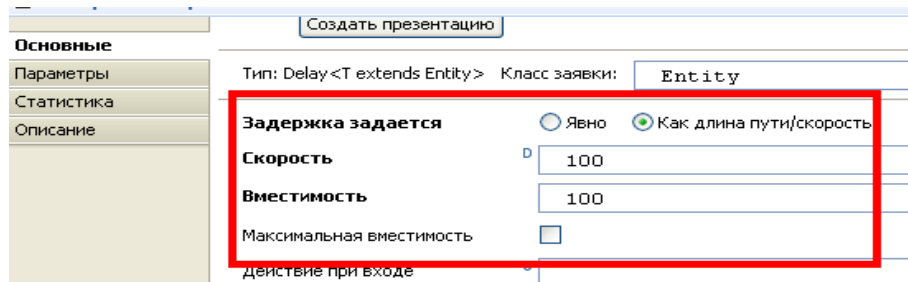 Создать презентацию
Основные
Параметры
Тип: Delay<T extends Entity> Класс заявки: Entity
Статистика
Описание
Задержка задается Явно Как длина пути/скорость
Скорость D 100
Вместимость 100
Максимальная вместимость
Действие при входе